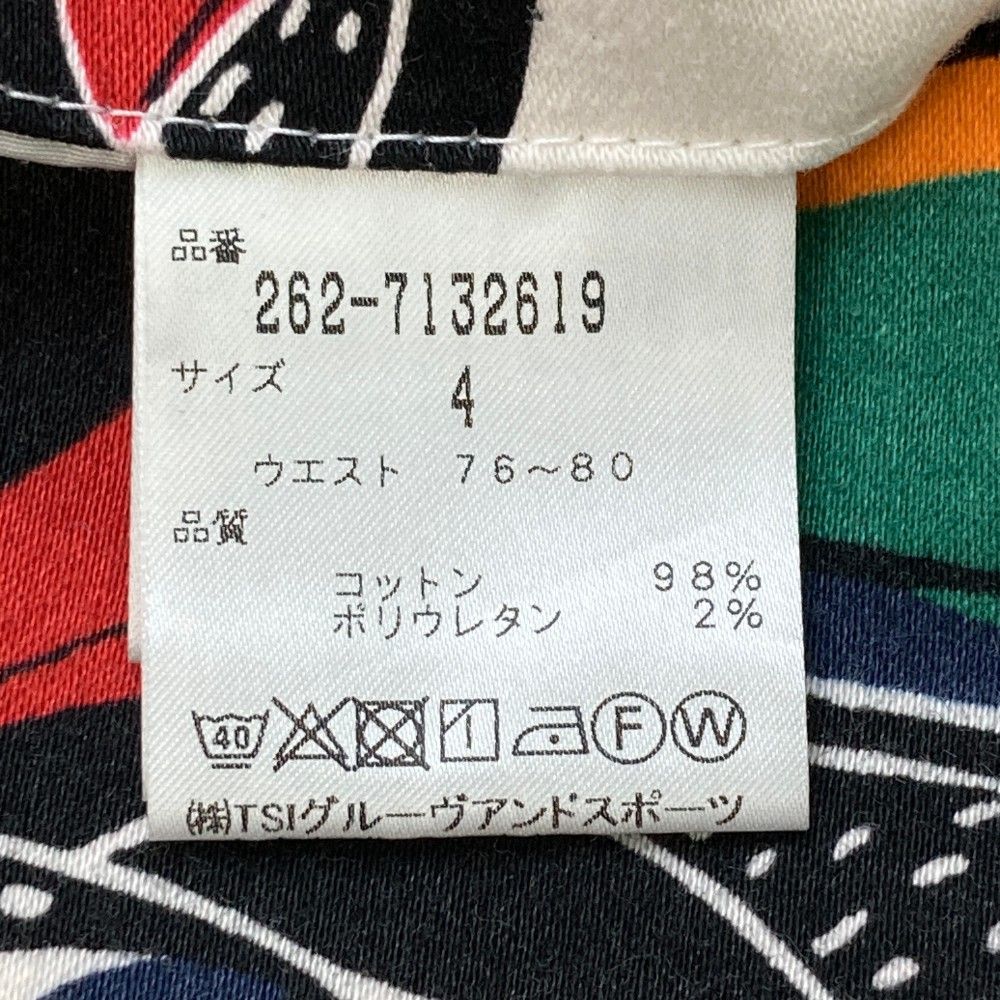 品番
262-7132619
サイズ 4
ウエスト 76～80
品質
コットン 98%
ポリウレタン 2%
40 F W
㈱TSIグルーヴアンドスポーツ